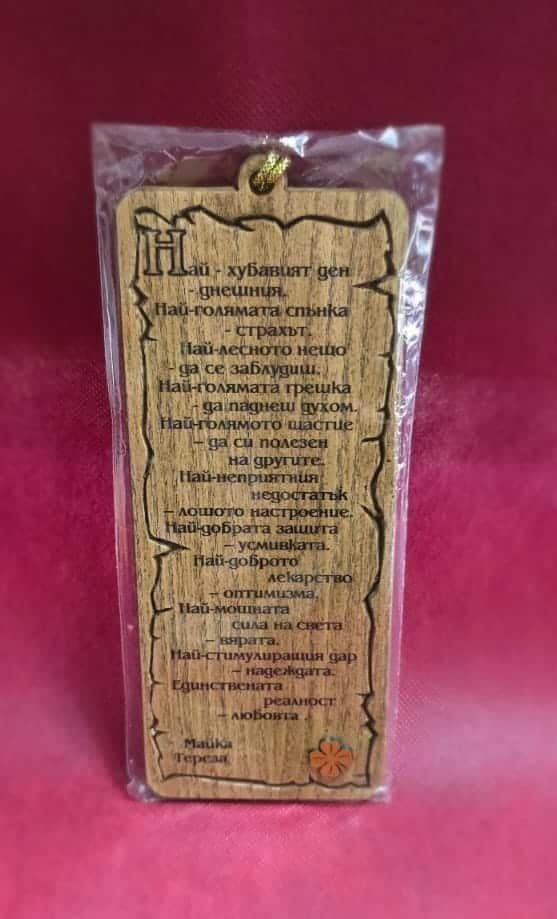 Най - хубавият ден
- днешния.
Най-голямата спънка
- страхът.
Най-лесното нещо
- да се заблудиш.
Най-голямата грешка
- да паднеш духом.
Най-голямото щастие
– да си полезен
на другите.
Най-неприятния
недостатък
– лошото настроение.
Най-добрата защита
– усмивката.
Най-доброто
лекарство
– оптимизма.
Най-мощната
сила на света
– вярата.
Най-стимулиращия дар
– надеждата.
Единствената
реалност
– любовта .
Майка
Тереза